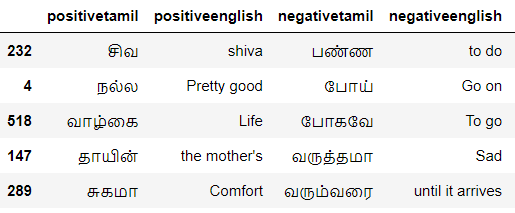 positivetamil positiveenglish negativetamil negativeenglish
232 சிவ shiva பண்ண to do
4 நல்ல Pretty good போய் Go on
518 வாழ்கை Life போகவே To go
147 தாயின் the mother's வருத்தமா Sad
289 சுகமா Comfort வரும்வரை until it arrives